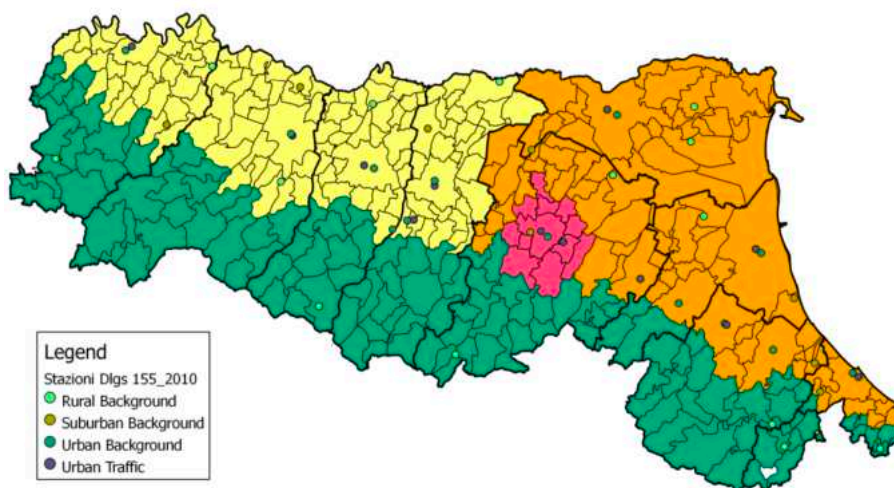 Legend
Stazioni Dlgs 155_2010
Rural Background
Suburban Background
Urban Background
Urban Traffic